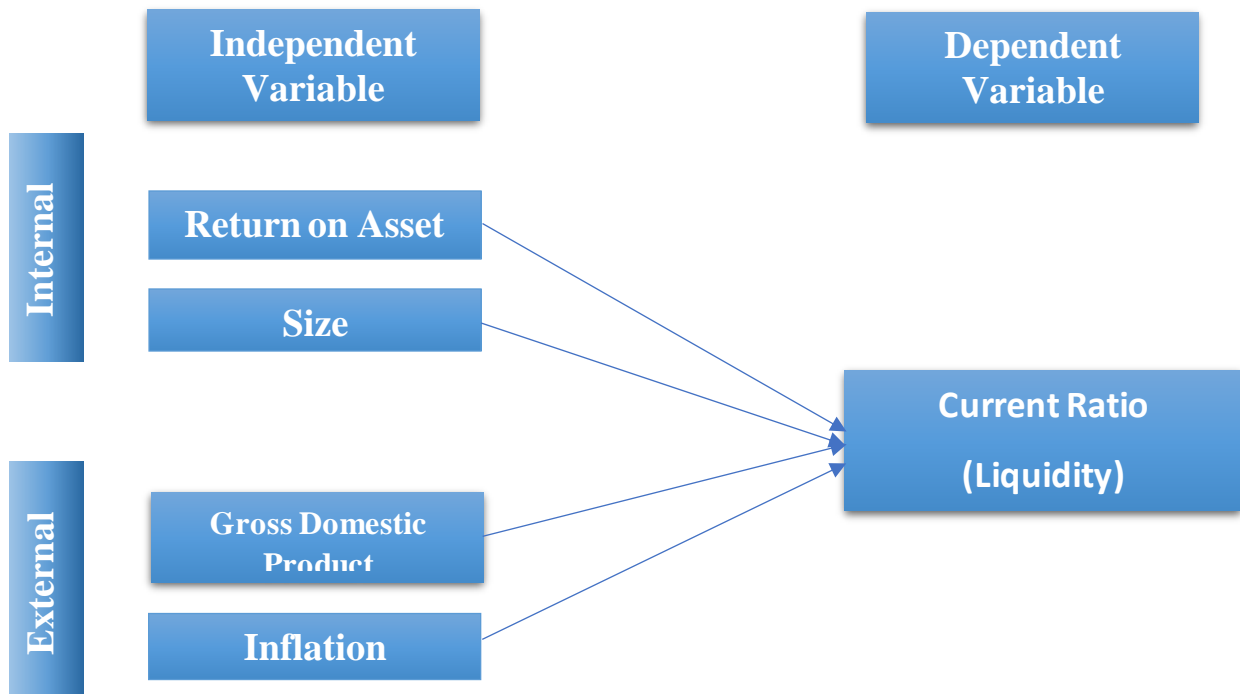 Independent
Variable
Dependent
Variable
Internal
Return on Asset
Size
Current Ratio
(Liquidity)
External
Gross Domestic
Product
Inflation